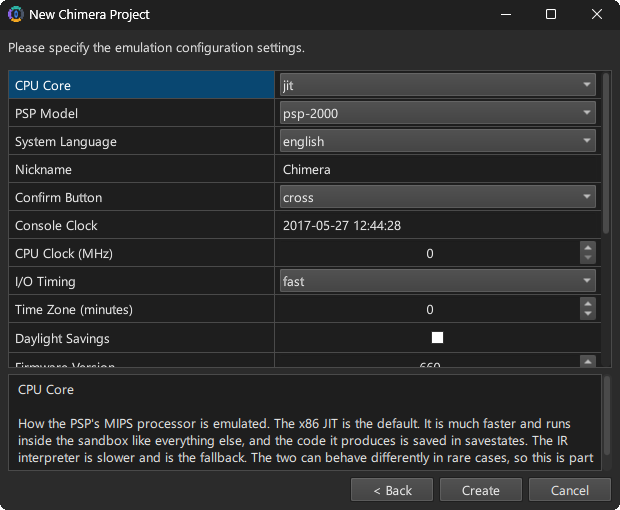 New Chimera Project
Please specify the emulation configuration settings.
CPU Core
jit
PSP Model
psp-2000
System Language
english
Nickname
Chimera
Confirm Button
cross
Console Clock
2017-05-27 12:44:28
CPU Clock (MHz)
0
I/O Timing
fast
Time Zone (minutes)
0
Daylight Savings
Firmware Version
660
CPU Core
How the PSP's MIPS processor is emulated. The x86 JIT is the default. It is much faster and runs
inside the sandbox like everything else, and the code it produces is saved in savestates. The IR
interpreter is slower and is the fallback. The two can behave differently in rare cases, so this is part
< Back
Create
Cancel